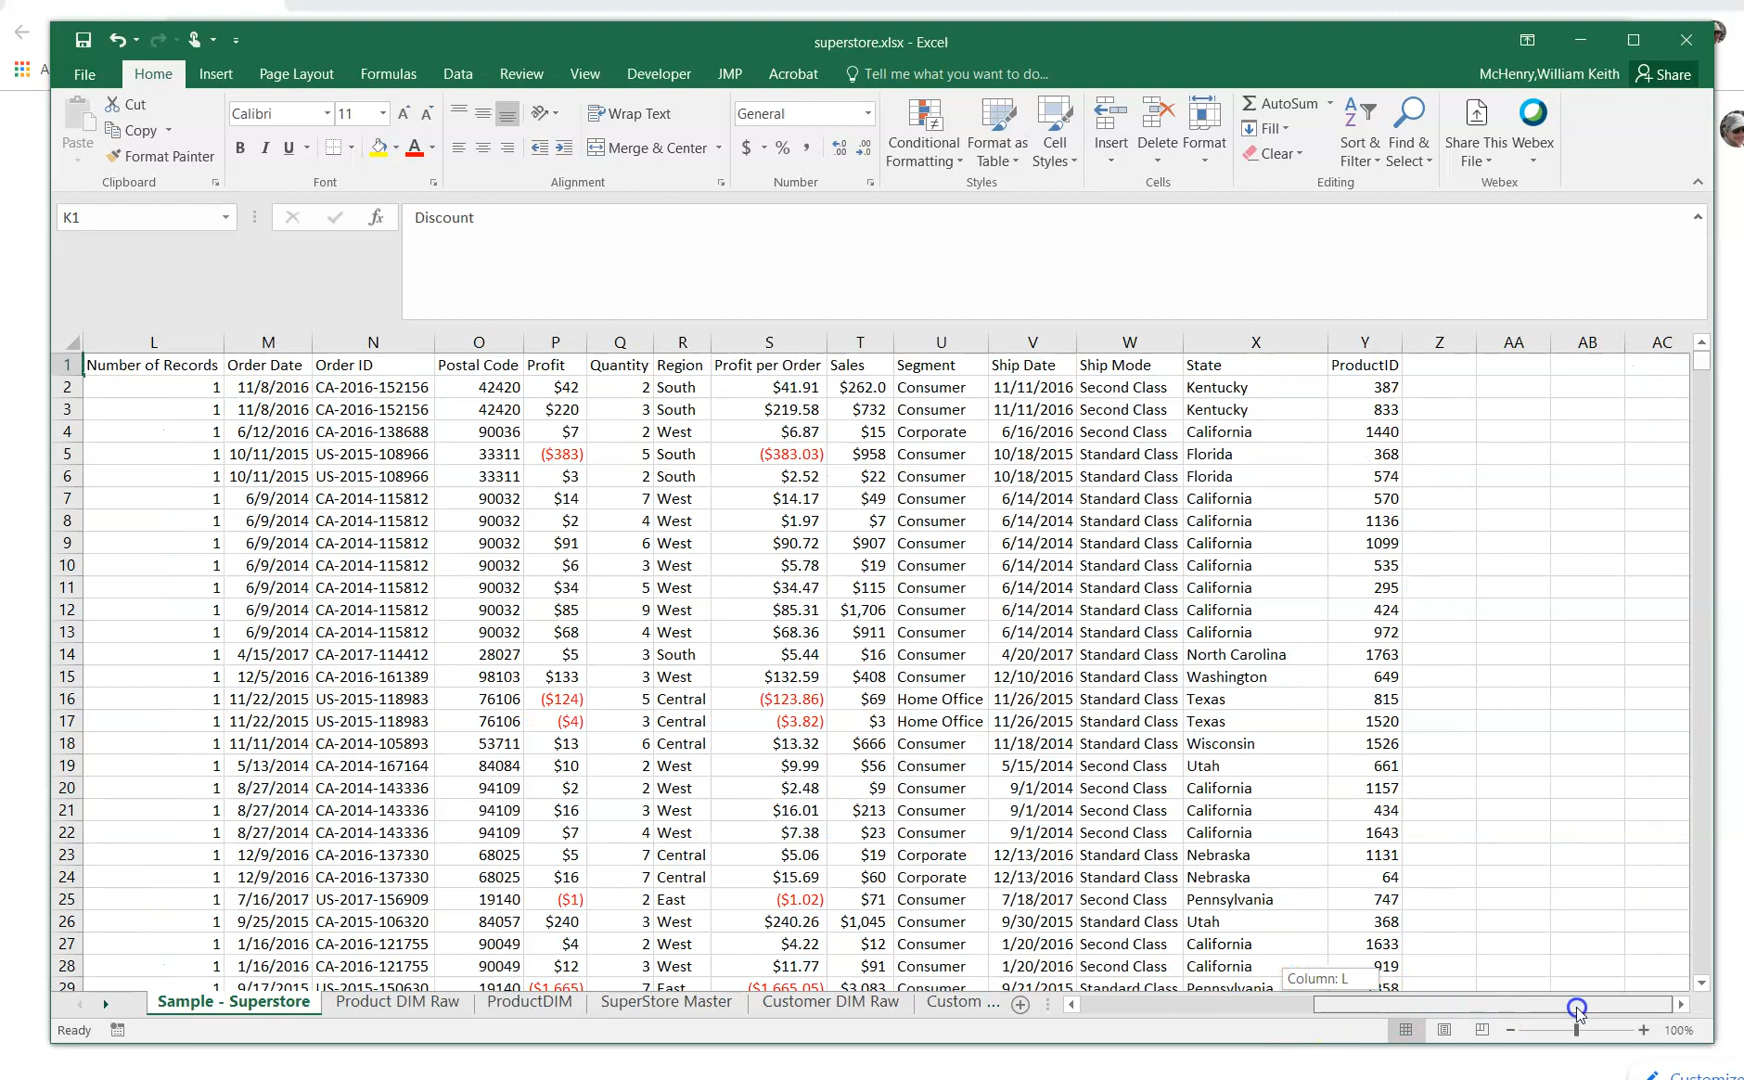 superstore.xlsx - Excel
File Home Insert Page Layout Formulas Data Review View Developer JMP Acrobat Tell me what you want to do... McHenry,William Keith Share
Paste
Cut
Copy
Format Painter
Clipboard
Calibri 11
B I U A
Font
Wrap Text
Merge & Center
Alignment
General
$ % ,
Number
Conditional Formatting
Format as Table
Cell Styles
Styles
Insert Delete Format
Cells
AutoSum
Fill
Clear
Sort & Filter
Find & Select
Editing
Share This File
Webex
Webex
K1 fx Discount
L M N O P Q R S T U V W X Y Z AA AB AC
1 Number of Records Order Date Order ID Postal Code Profit Quantity Region Profit per Order Sales Segment Ship Date Ship Mode State ProductID
2 1 11/8/2016 CA-2016-152156 42420 $42 2 South $41.91 $262.0 Consumer 11/11/2016 Second Class Kentucky 387
3 1 11/8/2016 CA-2016-152156 42420 $220 3 South $219.58 $732 Consumer 11/11/2016 Second Class Kentucky 833
4 1 6/12/2016 CA-2016-138688 90036 $7 2 West $6.87 $15 Corporate 6/16/2016 Second Class California 1440
5 1 10/11/2015 US-2015-108966 33311 ($383) 5 South ($383.03) $958 Consumer 10/18/2015 Standard Class Florida 368
6 1 10/11/2015 US-2015-108966 33311 $3 2 South $2.52 $22 Consumer 10/18/2015 Standard Class Florida 574
7 1 6/9/2014 CA-2014-115812 90032 $14 7 West $14.17 $49 Consumer 6/14/2014 Standard Class California 570
8 1 6/9/2014 CA-2014-115812 90032 $2 4 West $1.97 $7 Consumer 6/14/2014 Standard Class California 1136
9 1 6/9/2014 CA-2014-115812 90032 $91 6 West $90.72 $907 Consumer 6/14/2014 Standard Class California 1099
10 1 6/9/2014 CA-2014-115812 90032 $6 3 West $5.78 $19 Consumer 6/14/2014 Standard Class California 535
11 1 6/9/2014 CA-2014-115812 90032 $34 5 West $34.47 $115 Consumer 6/14/2014 Standard Class California 295
12 1 6/9/2014 CA-2014-115812 90032 $85 9 West $85.31 $1,706 Consumer 6/14/2014 Standard Class California 424
13 1 6/9/2014 CA-2014-115812 90032 $68 4 West $68.36 $911 Consumer 6/14/2014 Standard Class California 972
14 1 4/15/2017 CA-2017-114412 28027 $5 3 South $5.44 $16 Consumer 4/20/2017 Standard Class North Carolina 1763
15 1 12/5/2016 CA-2016-161389 98103 $133 3 West $132.59 $408 Consumer 12/10/2016 Standard Class Washington 649
16 1 11/22/2015 US-2015-118983 76106 ($124) 5 Central ($123.86) $69 Home Office 11/26/2015 Standard Class Texas 815
17 1 11/22/2015 US-2015-118983 76106 ($4) 3 Central ($3.82) $3 Home Office 11/26/2015 Standard Class Texas 1520
18 1 11/11/2014 CA-2014-105893 53711 $13 6 Central $13.32 $666 Consumer 11/18/2014 Standard Class Wisconsin 1526
19 1 5/13/2014 CA-2014-167164 84084 $10 2 West $9.99 $56 Consumer 5/15/2014 Second Class Utah 661
20 1 8/27/2014 CA-2014-143336 94109 $2 2 West $2.48 $9 Consumer 9/1/2014 Second Class California 1157
21 1 8/27/2014 CA-2014-143336 94109 $16 3 West $16.01 $213 Consumer 9/1/2014 Second Class California 434
22 1 8/27/2014 CA-2014-143336 94109 $7 4 West $7.38 $23 Consumer 9/1/2014 Second Class California 1643
23 1 12/9/2016 CA-2016-137330 68025 $5 7 Central $5.06 $19 Corporate 12/13/2016 Standard Class Nebraska 1131
24 1 12/9/2016 CA-2016-137330 68025 $16 7 Central $15.69 $60 Corporate 12/13/2016 Standard Class Nebraska 64
25 1 7/16/2017 US-2017-156909 19140 ($1) 2 East ($1.02) $71 Consumer 7/18/2017 Second Class Pennsylvania 747
26 1 9/25/2015 CA-2015-106320 84057 $240 3 West $240.26 $1,045 Consumer 9/30/2015 Standard Class Utah 368
27 1 1/16/2016 CA-2016-121755 90049 $4 2 West $4.22 $12 Consumer 1/20/2016 Second Class California 1633
28 1 1/16/2016 CA-2016-121755 90049 $12 3 West $11.77 $91 Consumer 1/20/2016 Second Class California 919
29 1 9/17/2015 US-2015-150630 19140 ($1,665) 7 East ($1,665.05) $3,083 Consumer 9/21/2015 Standard Class Pennsylvania
Column: L
Sample - Superstore Product DIM Raw ProductDIM SuperStore Master Customer DIM Raw Custom ...
Ready 100%
Customize